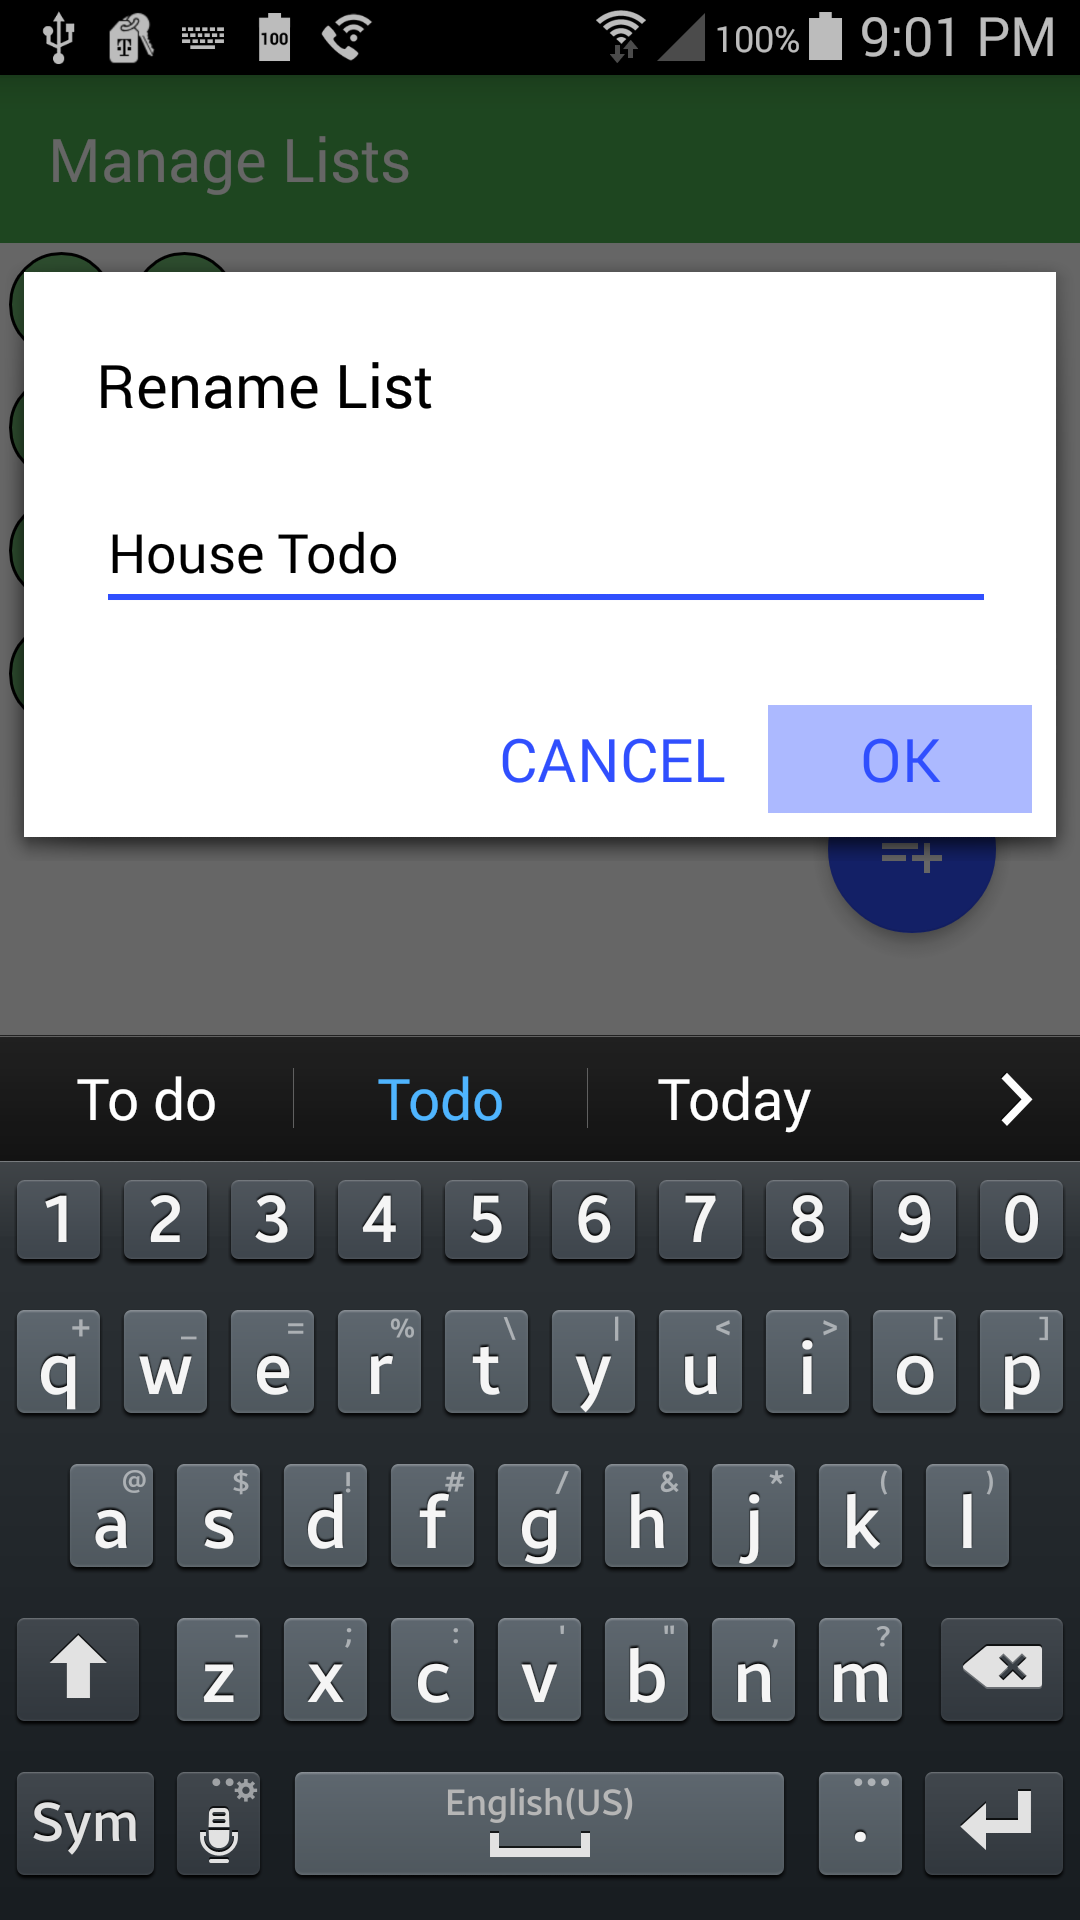 100 100% 9:01 PM
Manage Lists
Rename List
House Todo
CANCEL OK
To do Todo Today
1 2 3 4 5 6 7 8 9 0
+ _ = % \ | < > [ ]
q w e r t y u i o p
@ $ ! # / & * ( )
a s d f g h j k l
- ; : ' " , ?
z x c v b n m
English(US)
Sym .